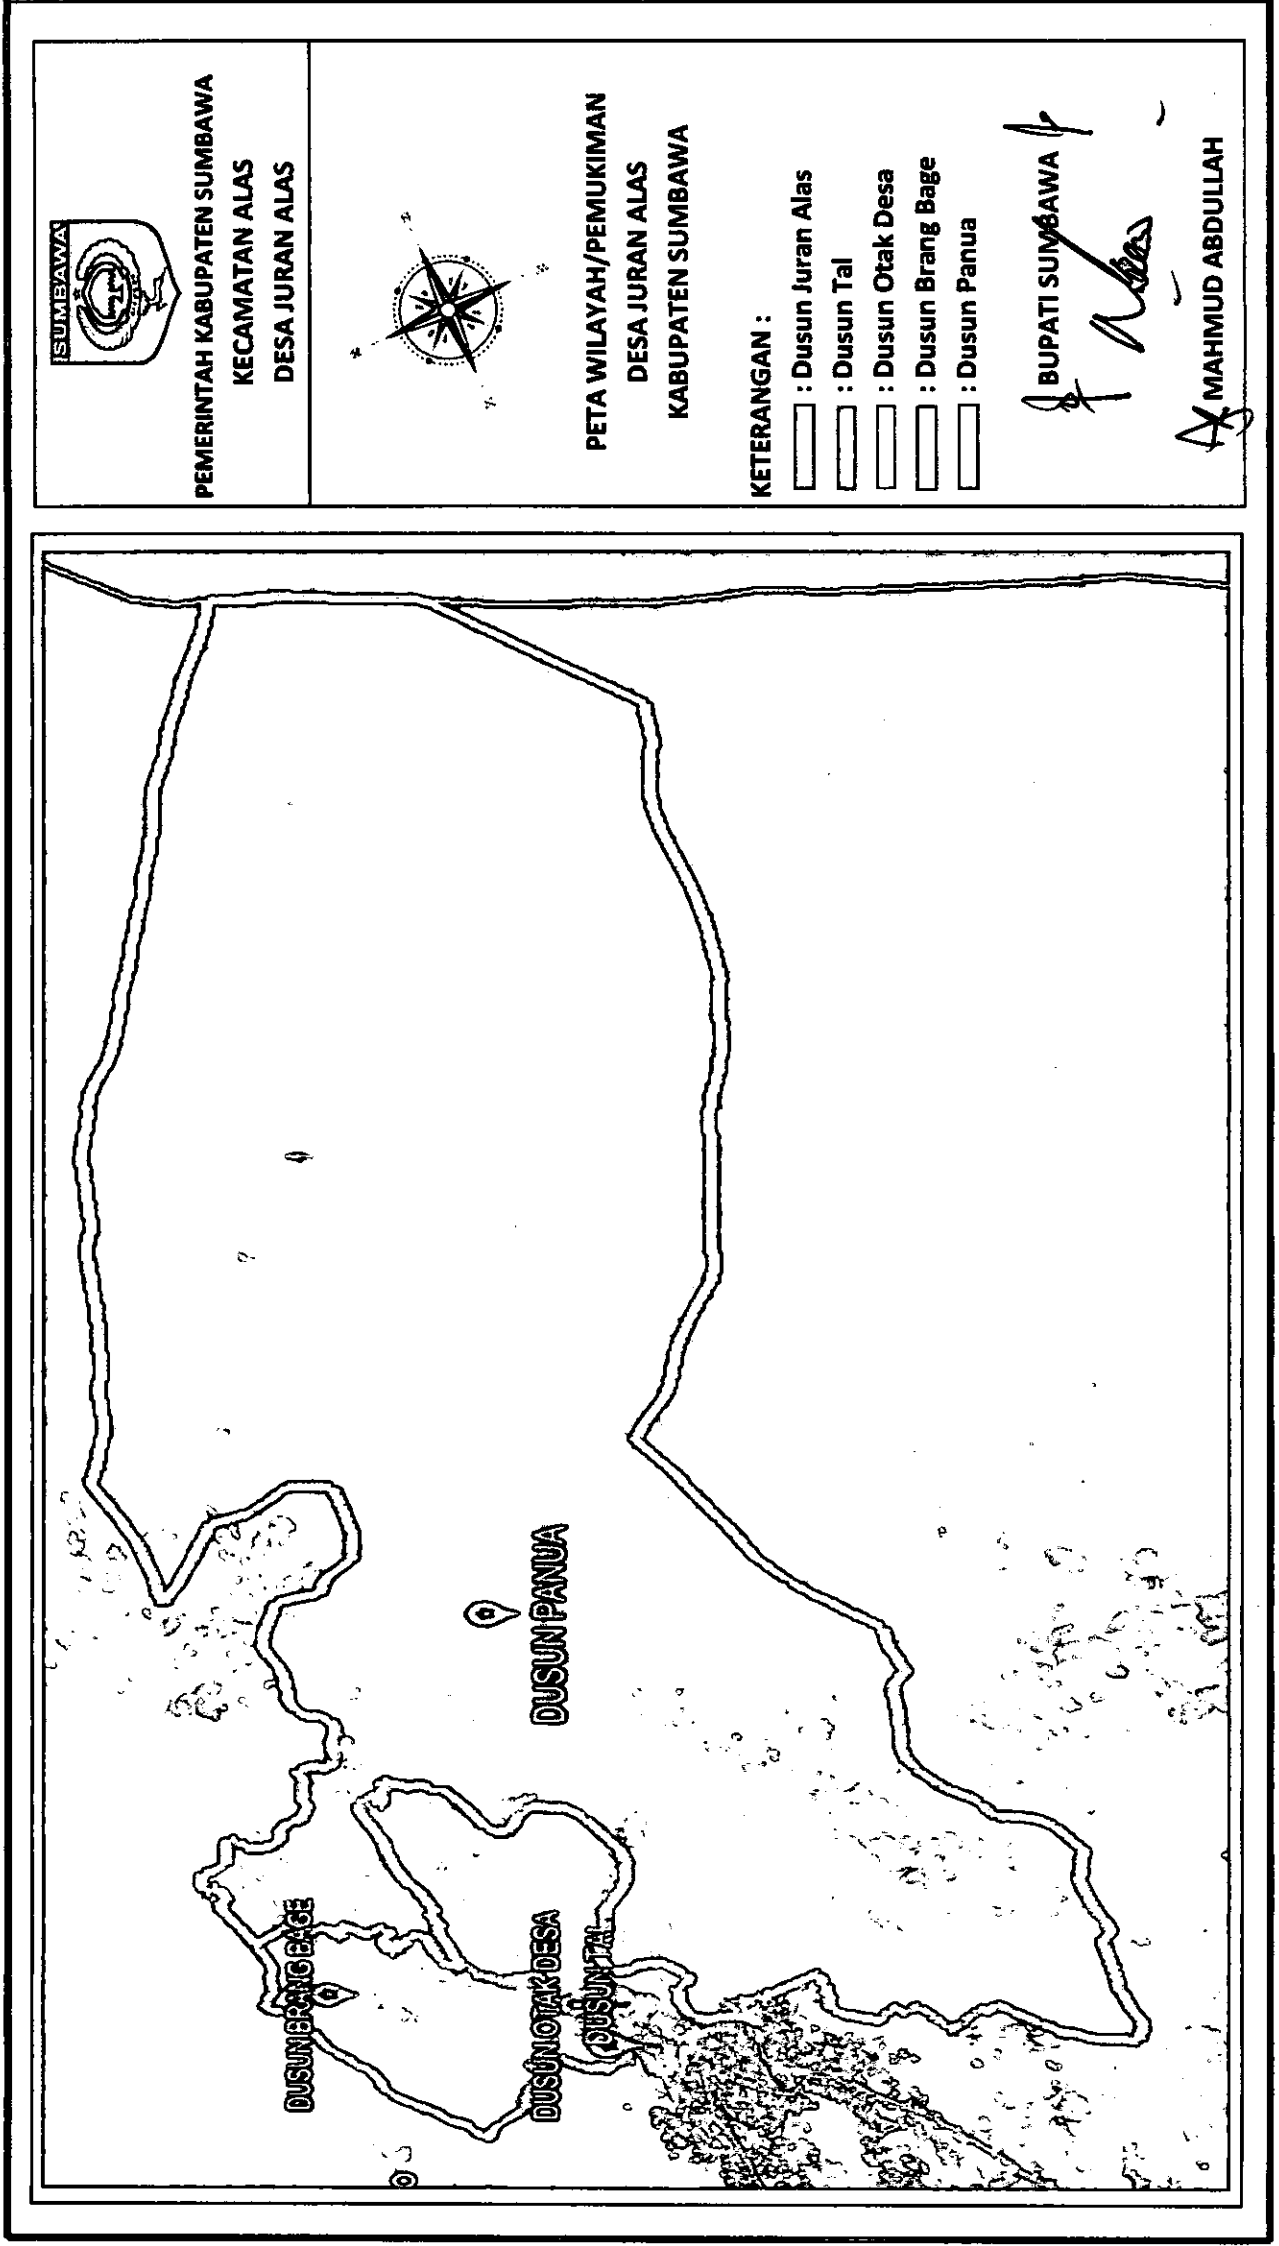 SUMBAWA
PEMERINTAH KABUPATEN SUMBAWA
KECAMATAN ALAS
DESA JURAN ALAS
PETA WILAYAH/PEMUKIMAN
DESA JURAN ALAS
KABUPATEN SUMBAWA
KETERANGAN :
: Dusun Juran Alas
: Dusun Tal
: Dusun Otak Desa
: Dusun Brang Bage
: Dusun Panua
BUPATI SUMBAWA
MAHMUD ABDULLAH
DUSUN BRANG BAGE
DUSUN PANUA
DUSUN OTAK DESA
DUSUN TAL